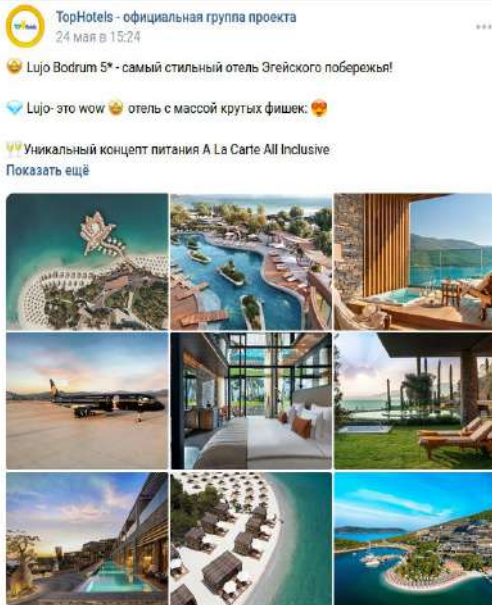 TopHotels - официальная группа проекта
24 мая в 15:24
Lujo Bodrum 5* - самый стильный отель Эгейского побережья!
Lujo- это wow отель с массой крутых фишек:
Уникальный концепт питания A La Carte All Inclusive
Показать ещё